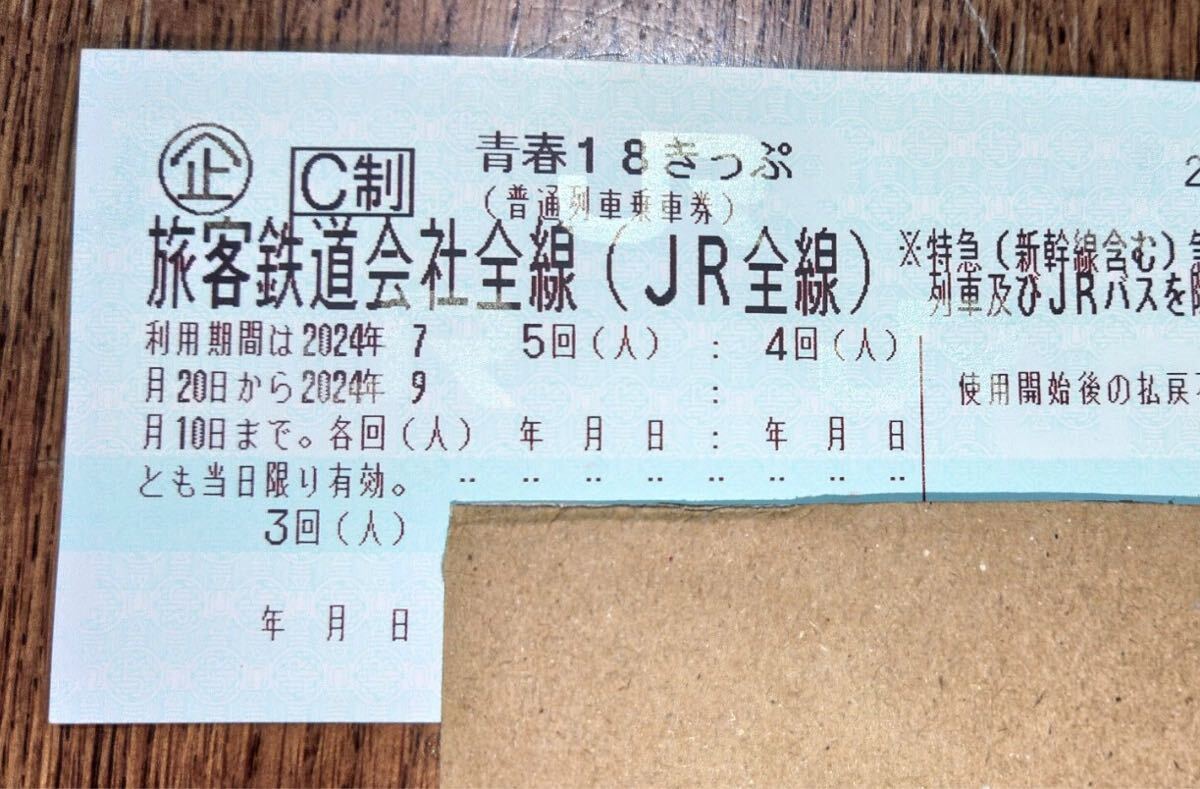 企 C制 青春18きっぷ 2
(普通列車乗車券)
旅客鉄道会社全線(JR全線) ※特急(新幹線含む)
列車及びJRバスを
利用期間は2024年 7 5回(人) : 4回(人)
月20日から2024年 9 : 使用開始後の払戻
月10日まで。各回(人) 年 月 日 : 年 月 日
とも当日限り有効。 ‥ ‥ ‥ ‥ ‥ ‥ ‥ ‥
3回(人)
年 月 日